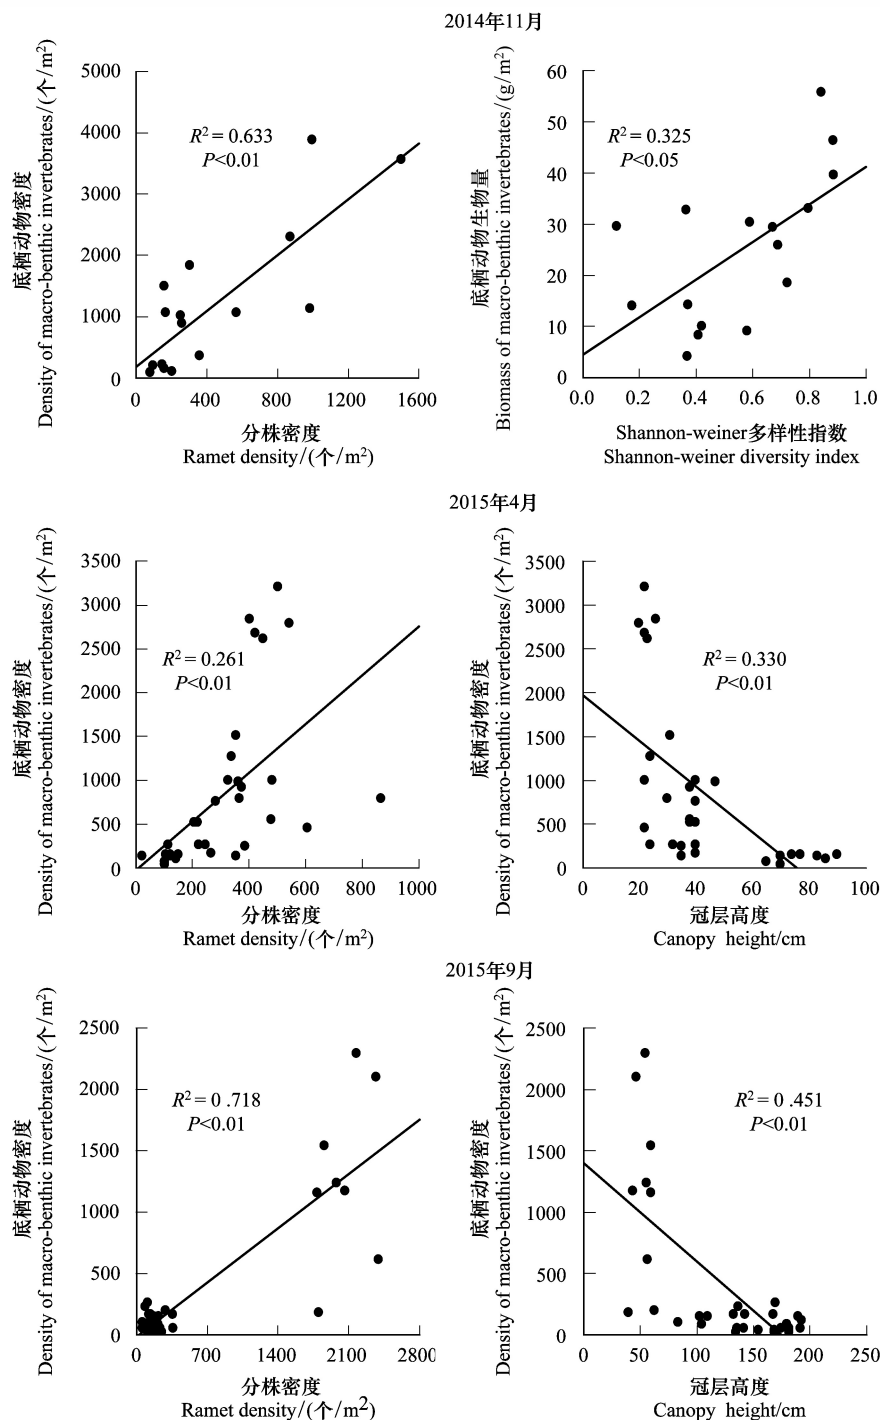 2014年11月
底栖动物密度
Density of macro-benthic invertebrates/(个/m²)
5000
4000
3000
2000
1000
0
R² = 0.633
P<0.01
0 400 800 1200 1600
分株密度
Ramet density/(个/m²)
底栖动物生物量
Biomass of macro-benthic invertebrates/(g/m²)
60
50
40
30
20
10
0
R² = 0.325
P<0.05
0.0 0.2 0.4 0.6 0.8 1.0
Shannon-weiner多样性指数
Shannon-weiner diversity index
2015年4月
底栖动物密度
Density of macro-benthic invertebrates/(个/m²)
3500
3000
2500
2000
1500
1000
500
0
R² = 0.261
P<0.01
0 200 400 600 800 1000
分株密度
Ramet density/(个/m²)
底栖动物密度
Density of macro-benthic invertebrates/(个/m²)
3500
3000
2500
2000
1500
1000
500
0
R² = 0.330
P<0.01
0 20 40 60 80 100
冠层高度
Canopy height/cm
2015年9月
底栖动物密度
Density of macro-benthic invertebrates/(个/m²)
2500
2000
1500
1000
500
0
R² = 0 .718
P<0.01
0 700 1400 2100 2800
分株密度
Ramet density/(个/m²)
底栖动物密度
Density of macro-benthic invertebrates/(个/m²)
2500
2000
1500
1000
500
0
R² = 0 .451
P<0.01
0 50 100 150 200 250
冠层高度
Canopy height/cm